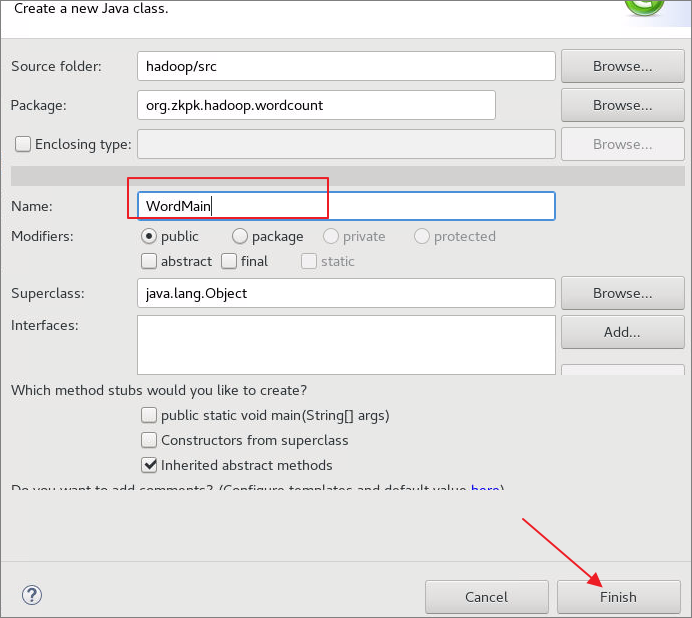 Create a new Java class.
Source folder: hadoop/src Browse...
Package: org.zkpk.hadoop.wordcount Browse...
Enclosing type: Browse...
Name: WordMain
Modifiers: public package private protected
abstract final static
Superclass: java.lang.Object Browse...
Interfaces: Add...
Which method stubs would you like to create?
public static void main(String[] args)
Constructors from superclass
Inherited abstract methods
Do you want to add comments? (Configure templates and default value here)
? Cancel Finish